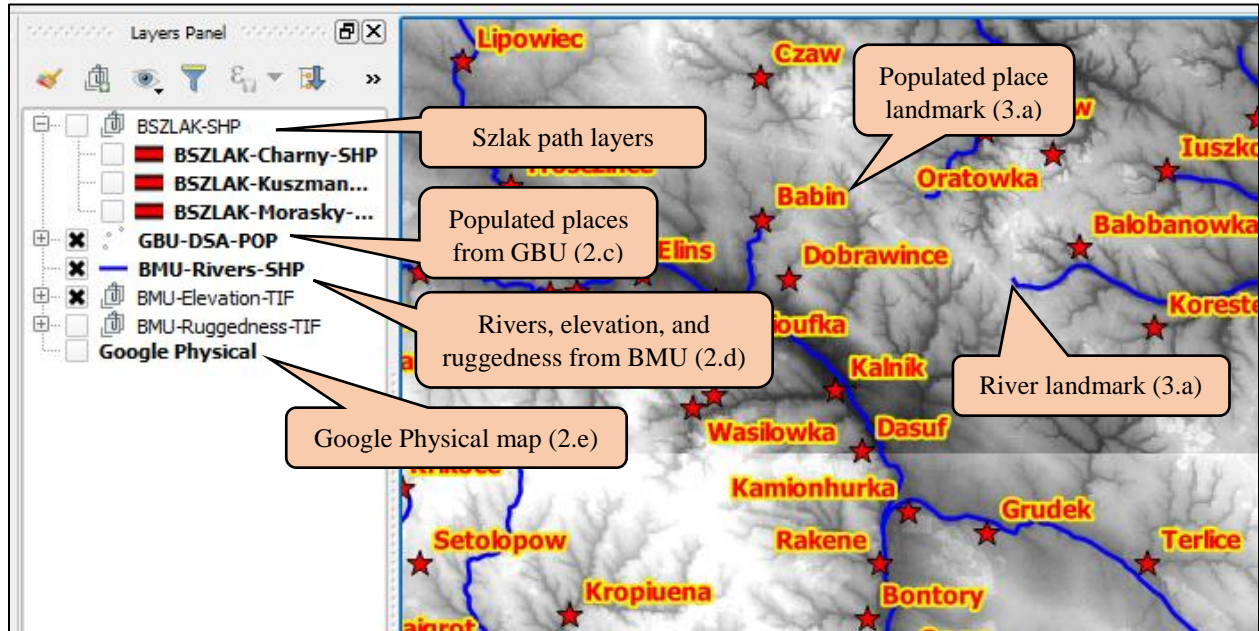 Layers Panel
»
BSZLAK-SHP
BSZLAK-Charny-SHP
BSZLAK-Kuszman...
BSZLAK-Morasky-...
GBU-DSA-POP
BMU-Rivers-SHP
BMU-Elevation-TIF
BMU-Ruggedness-TIF
Google Physical
Szlak path layers
Populated places
from GBU (2.c)
Rivers, elevation, and
ruggedness from BMU (2.d)
Google Physical map (2.e)
Populated place
landmark (3.a)
River landmark (3.a)
Lipowiec
Czaw
Oratowka
Babin
Balobanowka
Elins
Dobrawince
Kalnik
Wasilowka
Dasuf
Kamionhurka
Grudek
Setolopow
Rakene
Terlice
Kropiuena
Bontory